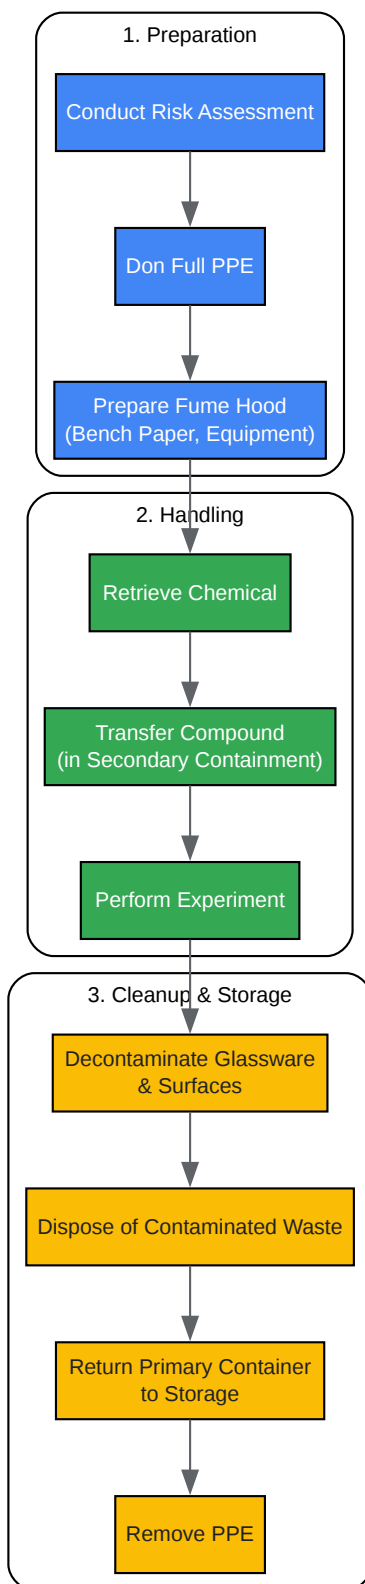 1. Preparation
Conduct Risk Assessment
Don Full PPE
Prepare Fume Hood
(Bench Paper, Equipment)
2. Handling
Retrieve Chemical
Transfer Compound
(in Secondary Containment)
Perform Experiment
3. Cleanup & Storage
Decontaminate Glassware
& Surfaces
Dispose of Contaminated Waste
Return Primary Container
to Storage
Remove PPE